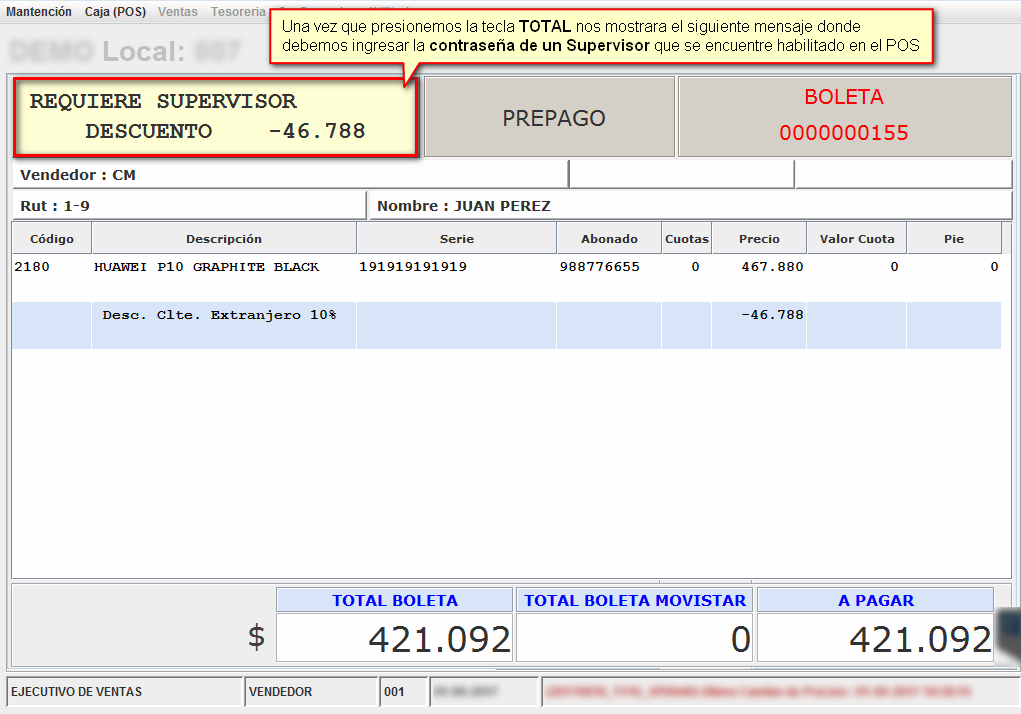 Mantención Caja (POS) Ventas Tesorería
Una vez que presionemos la tecla TOTAL nos mostrara el siguiente mensaje donde
debemos ingresar la contraseña de un Supervisor que se encuentre habilitado en el POS
DEMO Local: 807
REQUIERE SUPERVISOR
DESCUENTO -46.788
PREPAGO
BOLETA
0000000155
Vendedor : CM
Rut : 1-9 Nombre : JUAN PEREZ
Código Descripción Serie Abonado Cuotas Precio Valor Cuota Pie
2180 HUAWEI P10 GRAPHITE BLACK 191919191919 988776655 0 467.880 0 0
Desc. Clte. Extranjero 10% -46.788
TOTAL BOLETA TOTAL BOLETA MOVISTAR A PAGAR
$ 421.092 0 421.092
EJECUTIVO DE VENTAS VENDEDOR 001